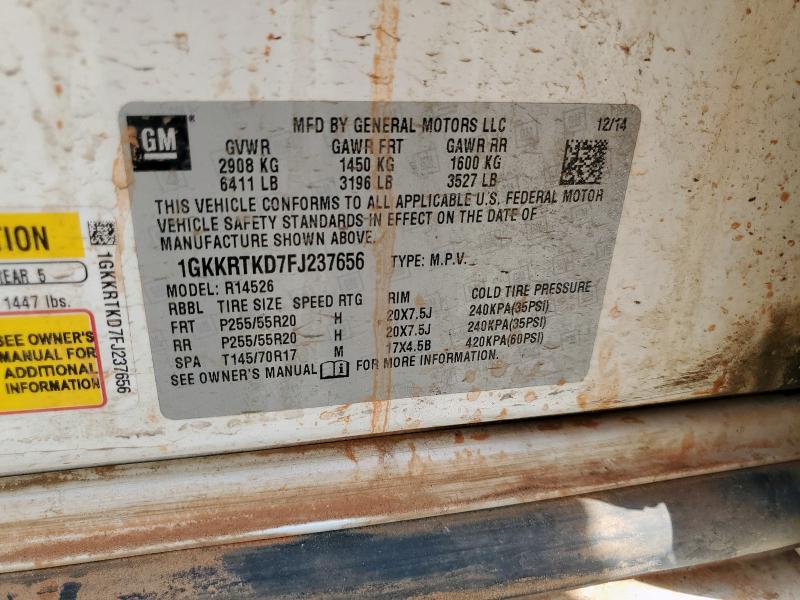 GM
MFD BY GENERAL MOTORS LLC 12/14
GVWR GAWR FRT GAWR RR
2908 KG 1450 KG 1600 KG
6411 LB 3196 LB 3527 LB
THIS VEHICLE CONFORMS TO ALL APPLICABLE U.S. FEDERAL MOTOR
VEHICLE SAFETY STANDARDS IN EFFECT ON THE DATE OF
MANUFACTURE SHOWN ABOVE.
1GKKRTKD7FJ237656 TYPE: M.P.V.
MODEL: R14526
RBBL TIRE SIZE SPEED RTG RIM COLD TIRE PRESSURE
FRT P255/55R20 H 20X7.5J 240KPA(35PSI)
RR P255/55R20 H 20X7.5J 240KPA(35PSI)
SPA T145/70R17 M 17X4.5B 420KPA(60PSI)
SEE OWNER'S MANUAL FOR MORE INFORMATION.
TION
REAR 5
1447 lbs.
SEE OWNER'S
MANUAL FOR
ADDITIONAL
INFORMATION
1GKKRTKD7FJ237656